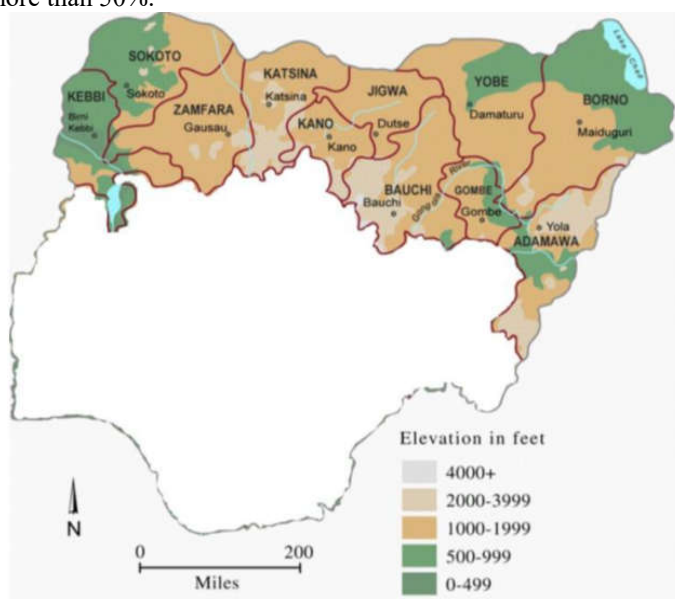 more than 50%.
SOKOTO
Sokoto
KEBBI
Birni
Kebbi
ZAMFARA
Gausau
KATSINA
Katsina
KANO
Kano
JIGWA
Dutse
YOBE
Damaturu
BORNO
Maiduguri
Lake Chad
BAUCHI
Bauchi
Gongola River
GOMBE
Gombe
Yola
ADAMAWA
Elevation in feet
4000+
2000-3999
1000-1999
500-999
0-499
N
0 200
Miles